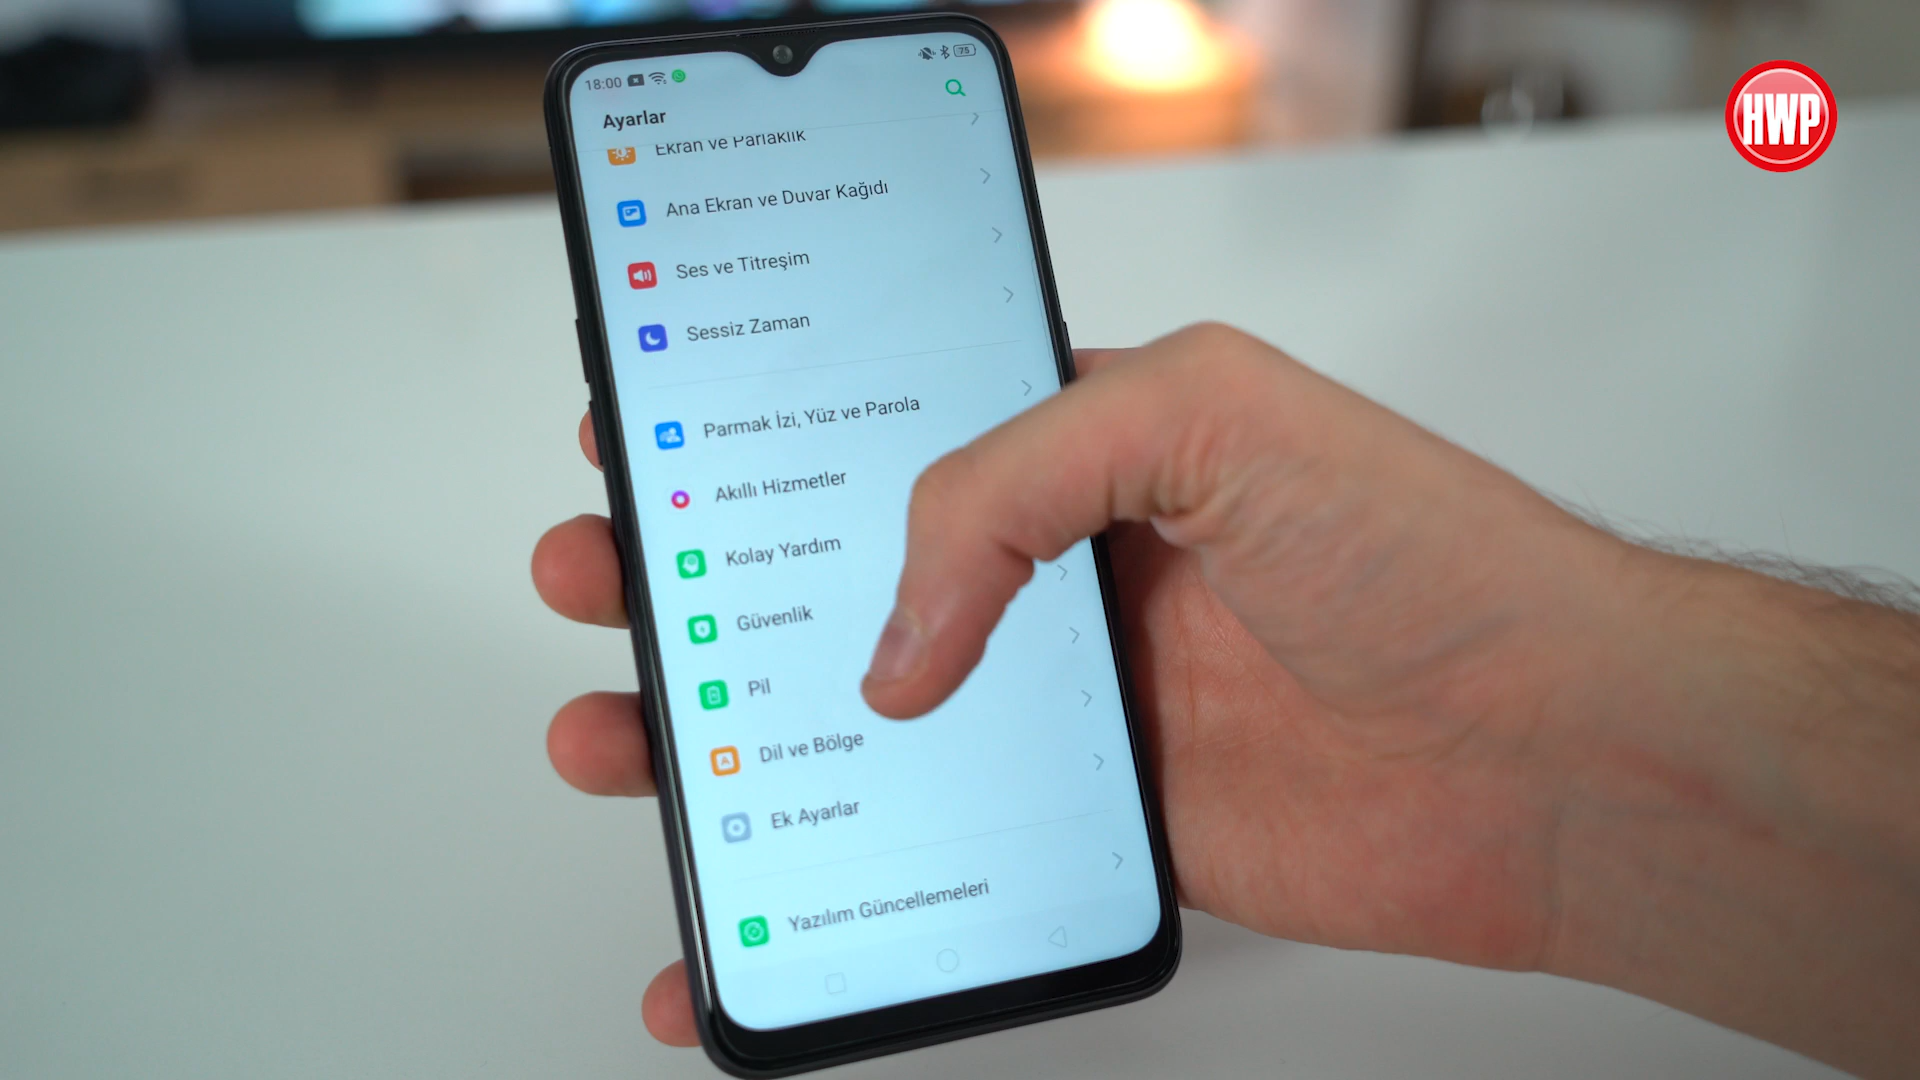 18:00
75
Ayarlar
Ekran ve Parlaklık
Ana Ekran ve Duvar Kağıdı
Ses ve Titreşim
Sessiz Zaman
Parmak İzi, Yüz ve Parola
Akıllı Hizmetler
Kolay Yardım
Güvenlik
Pil
Dil ve Bölge
Ek Ayarlar
Yazılım Güncellemeleri
HWP